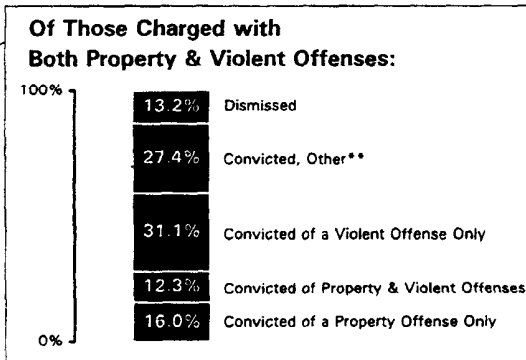 Of Those Charged with
Both Property & Violent Offenses:
100%
13.2% Dismissed
27.4% Convicted, Other**
31.1% Convicted of a Violent Offense Only
12.3% Convicted of Property & Violent Offenses
16.0% Convicted of a Property Offense Only
0%